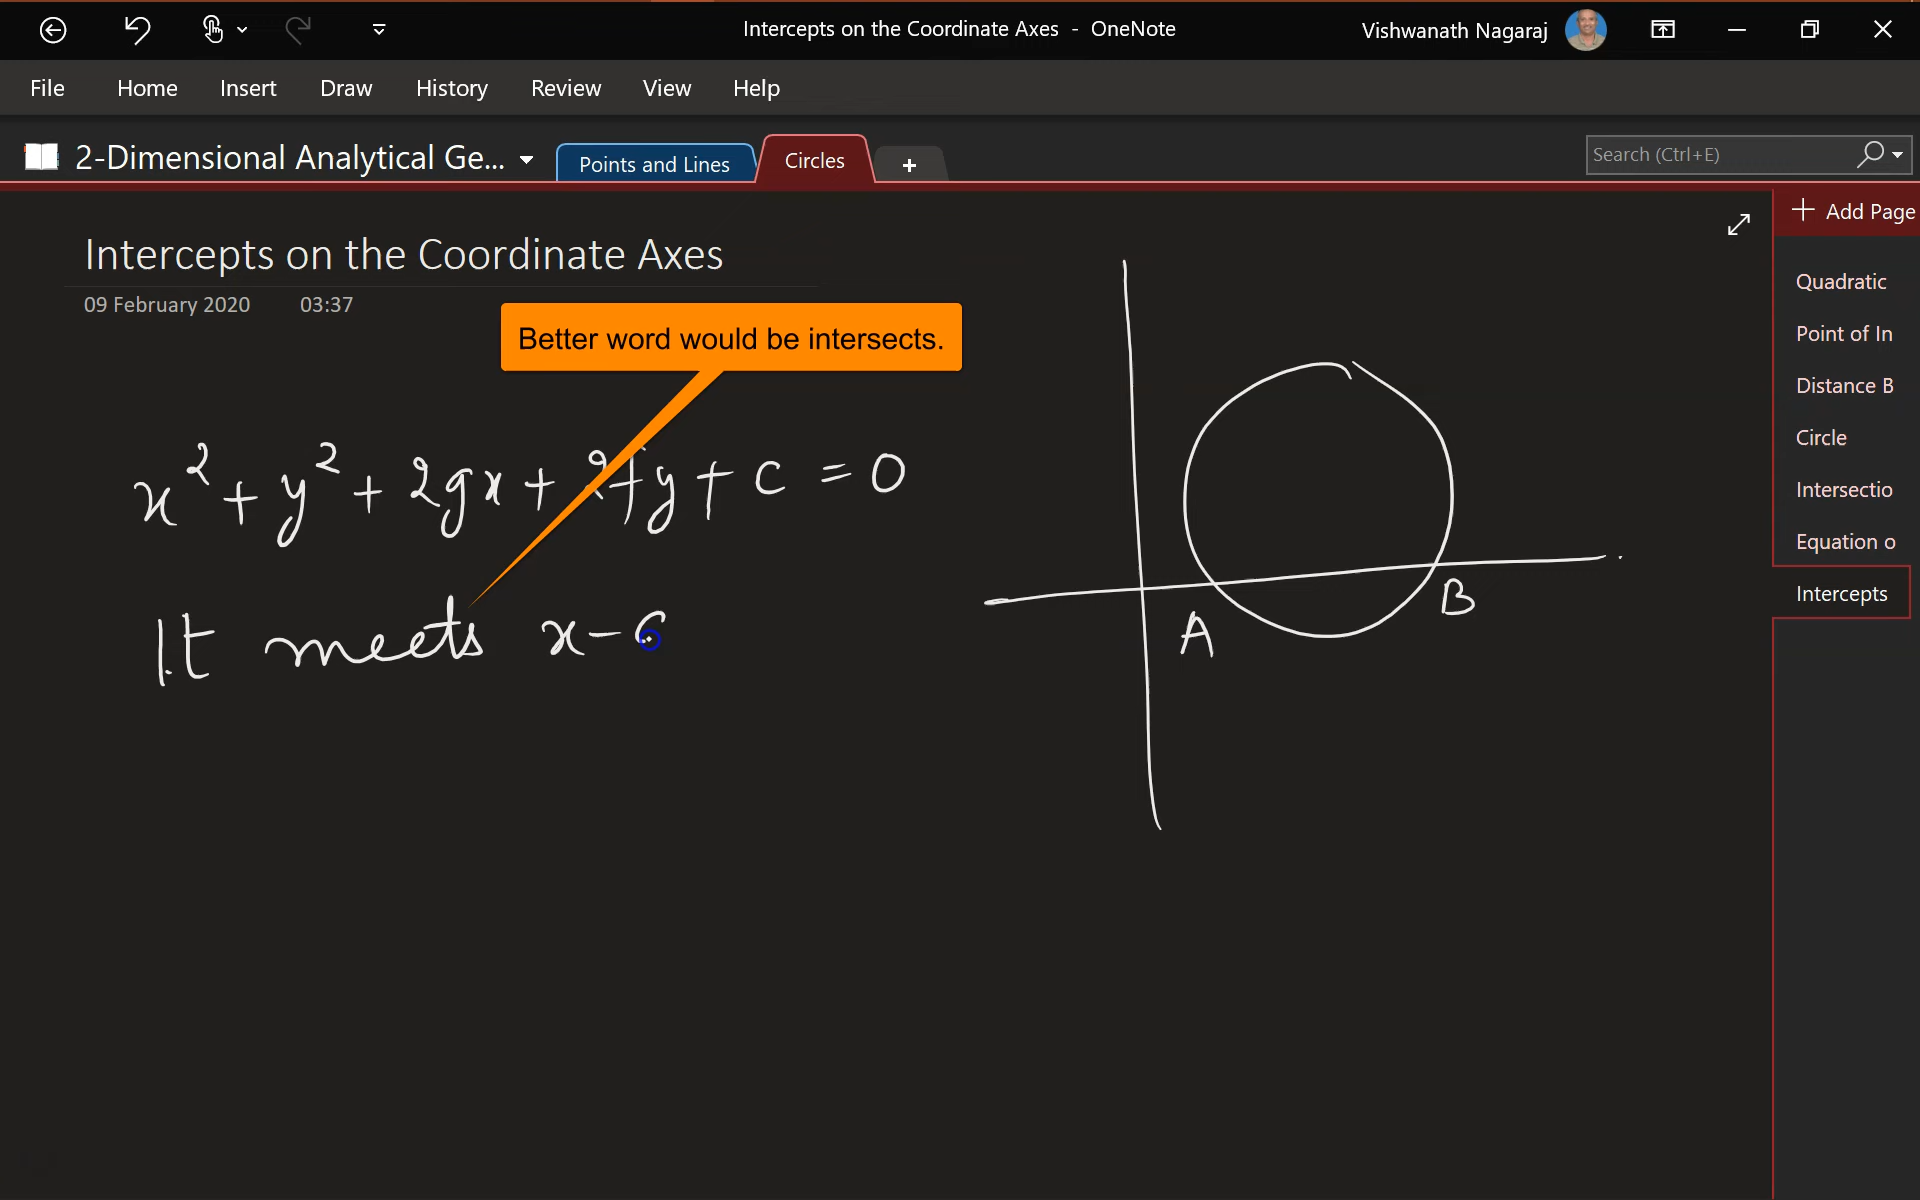 Intercepts on the Coordinate Axes - OneNote
Vishwanath Nagaraj
File Home Insert Draw History Review View Help
2-Dimensional Analytical Ge...
Points and Lines
Circles
+
Search (Ctrl+E)
Add Page
Intercepts on the Coordinate Axes
09 February 2020 03:37
Better word would be intersects.
x² + y² + 2gx + 2fy + c = 0
It meets x-
A
B
Quadratic
Point of In
Distance B
Circle
Intersectio
Equation o
Intercepts